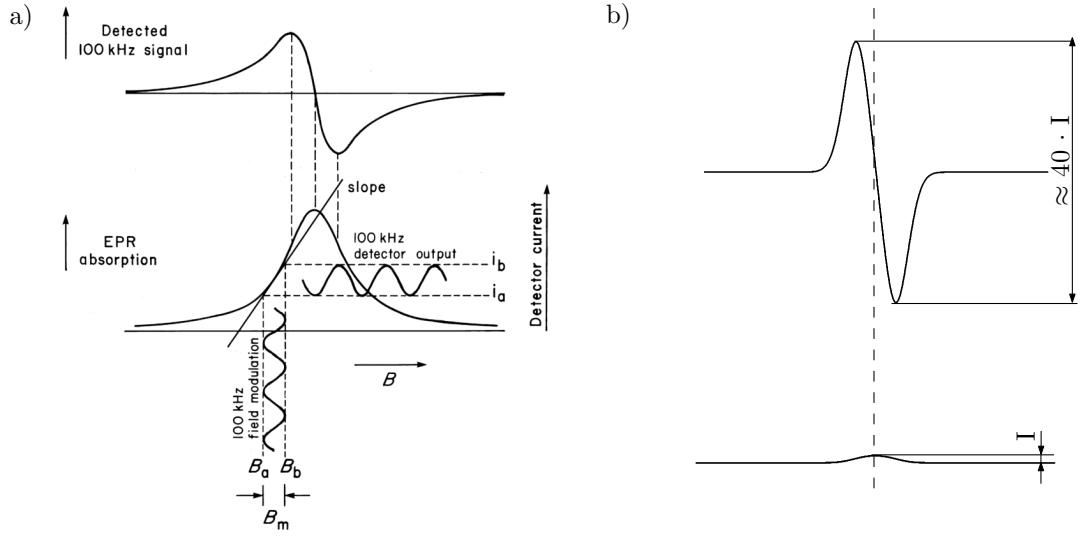 a)
Detected
100 kHz signal
slope
EPR
absorption
100 kHz
detector output
i_b
i_a
Detector current
100 kHz
field modulation
B
B_a B_b
B_m
b)
≈ 40 · I
I